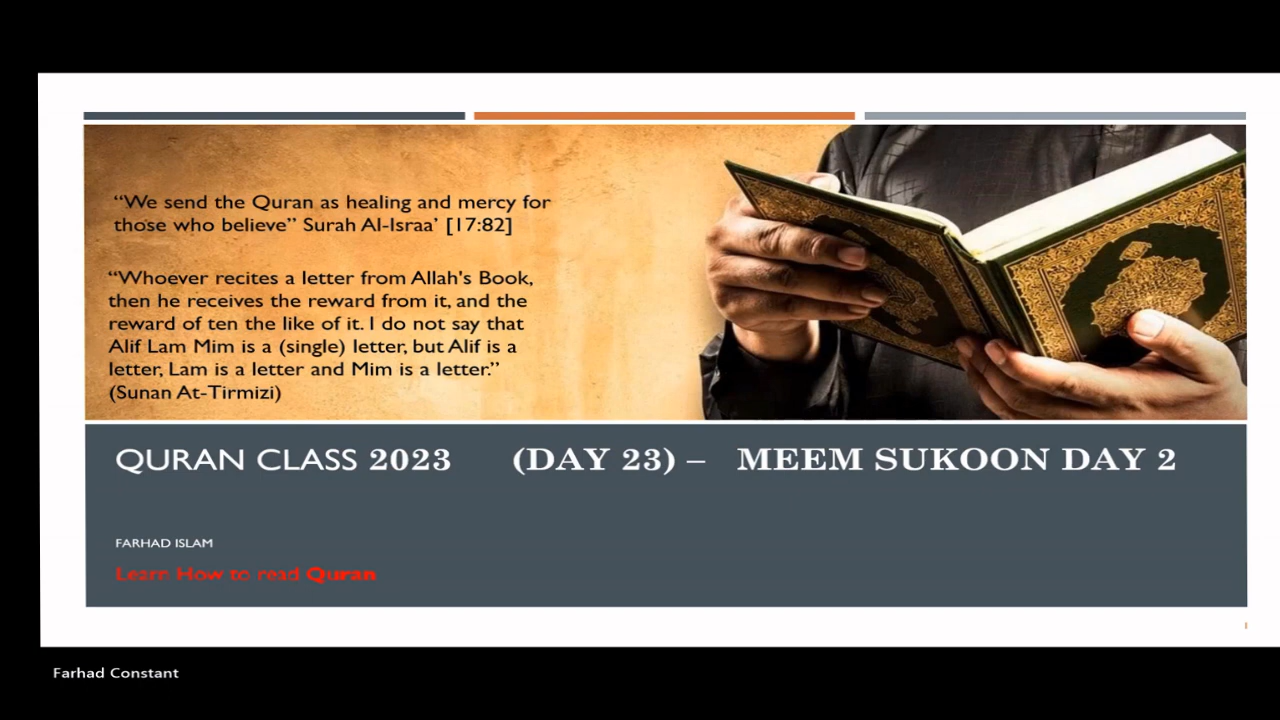 “We send the Quran as healing and mercy for
those who believe” Surah Al-Israa’ [17:82]
“Whoever recites a letter from Allah's Book,
then he receives the reward from it, and the
reward of ten the like of it. I do not say that
Alif Lam Mim is a (single) letter, but Alif is a
letter, Lam is a letter and Mim is a letter.”
(Sunan At-Tirmizi)
QURAN CLASS 2023 (DAY 23) – MEEM SUKOON DAY 2
FARHAD ISLAM
Learn How to read Quran
Farhad Constant